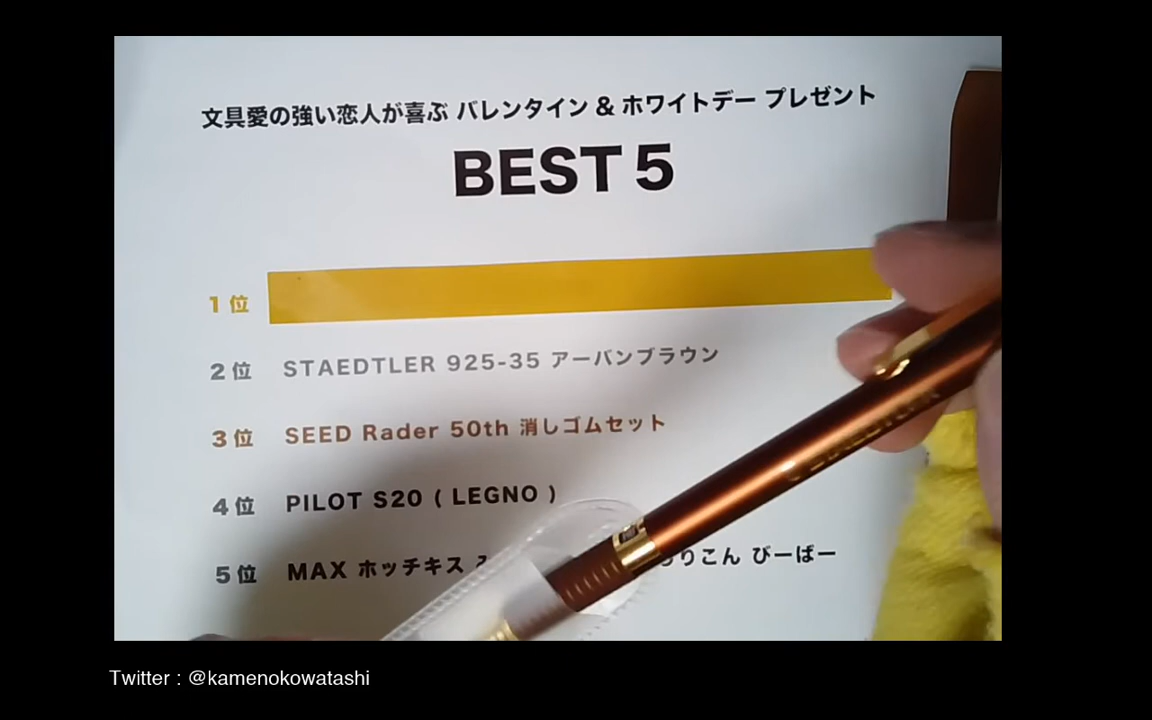 文具愛の強い恋人が喜ぶ バレンタイン & ホワイトデー プレゼント
BEST 5
1位
2位 STAEDTLER 925-35 アーバンブラウン
3位 SEED Rader 50th 消しゴムセット
4位 PILOT S20 ( LEGNO )
5位 MAX ホッチキス りこん びーばー
Twitter : @kamenokowatashi